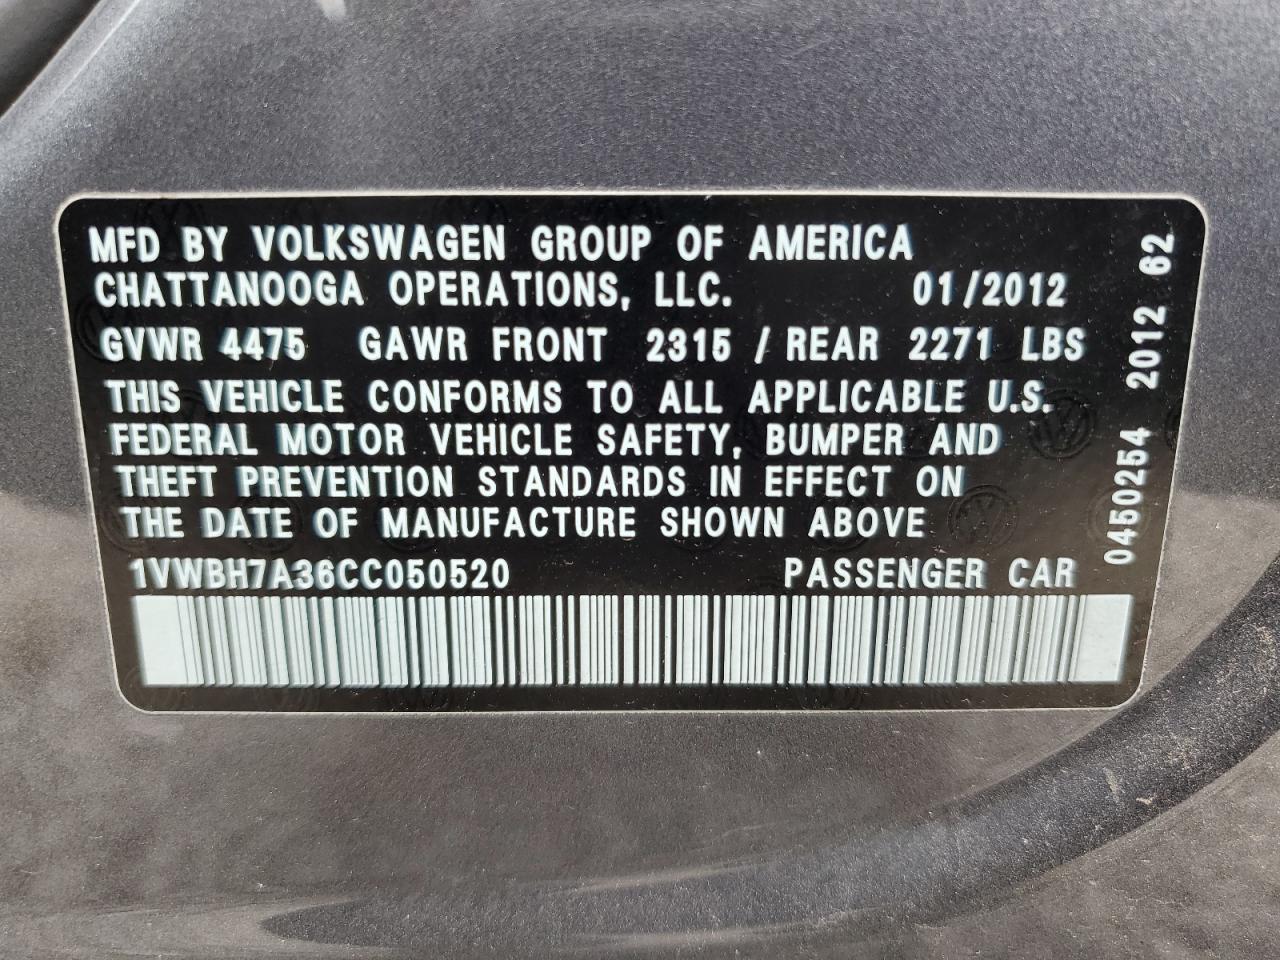 MFD BY VOLKSWAGEN GROUP OF AMERICA
CHATTANOOGA OPERATIONS, LLC. 01/2012
GVWR 4475 GAWR FRONT 2315 / REAR 2271 LBS
THIS VEHICLE CONFORMS TO ALL APPLICABLE U.S.
FEDERAL MOTOR VEHICLE SAFETY, BUMPER AND
THEFT PREVENTION STANDARDS IN EFFECT ON
THE DATE OF MANUFACTURE SHOWN ABOVE
1VWBH7A36CC050520 PASSENGER CAR
0450254 2012 62